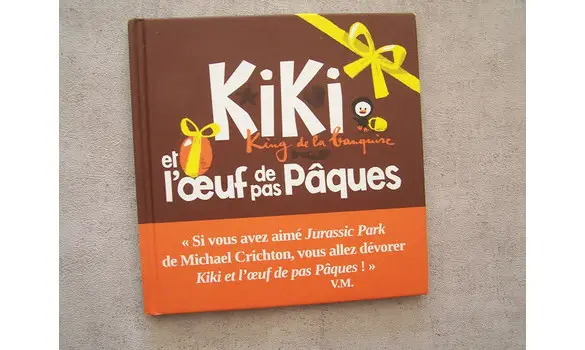 KiKi
King de la banquise
et l'œuf de pas Pâques
« Si vous avez aimé Jurassic Park
de Michael Crichton, vous allez dévorer
Kiki et l'œuf de pas Pâques ! »
V.M.